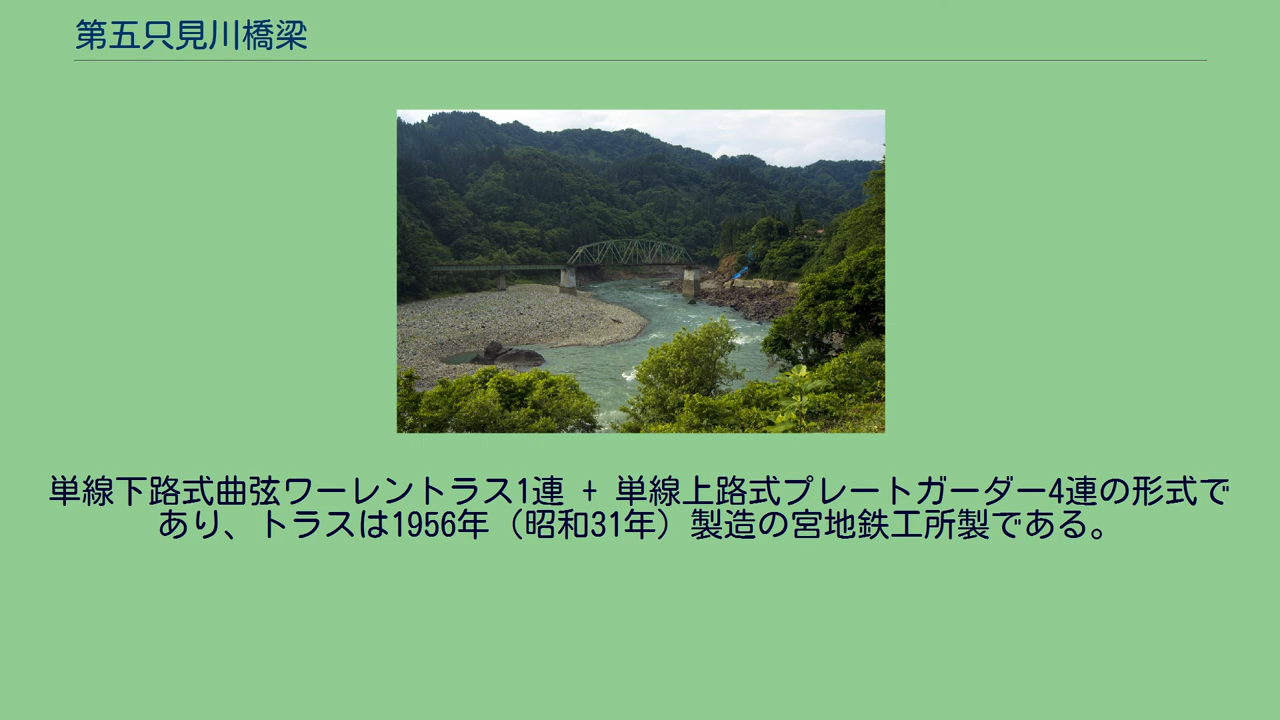 第五只見川橋梁
単線下路式曲弦ワーレントラス1連 + 単線上路式プレートガーダー4連の形式で
あり、トラスは1956年（昭和31年）製造の宮地鉄工所製である。